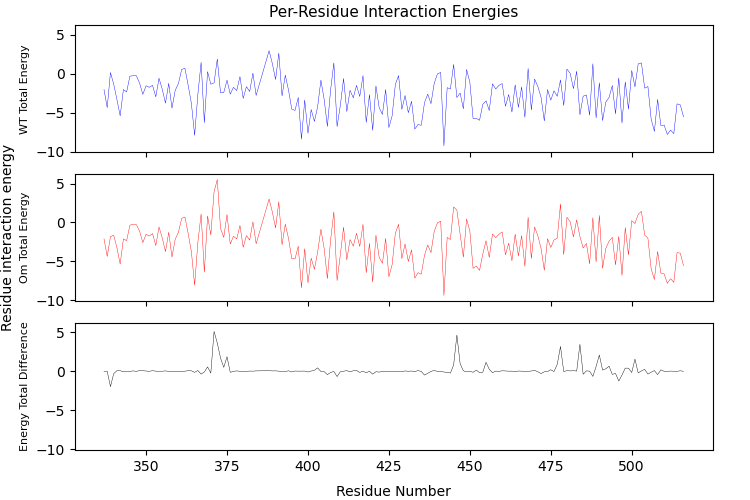 Per-Residue Interaction Energies
Residue interaction energy
WT Total Energy
5
0
−5
−10
Om Total Energy
5
0
−5
−10
Energy Total Difference
5
0
−5
−10
350 375 400 425 450 475 500
Residue Number